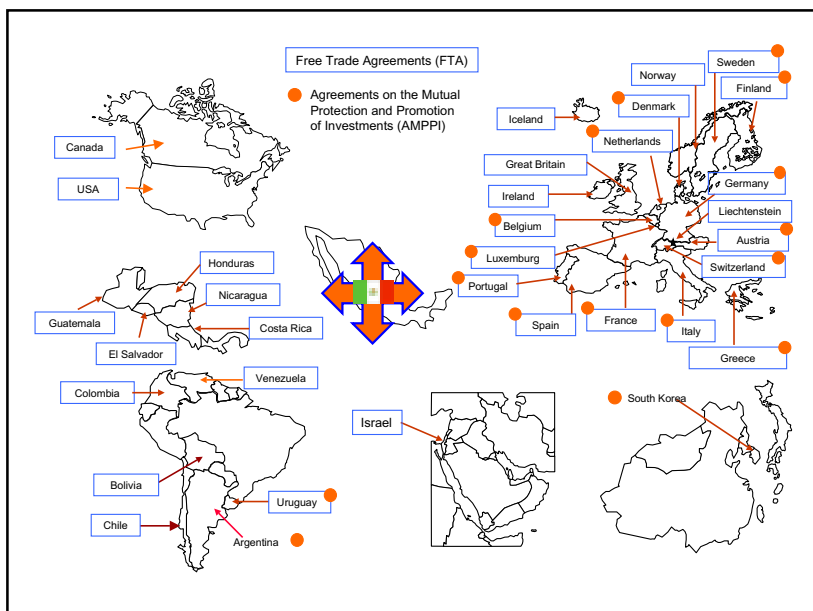 Free Trade Agreements (FTA)
Agreements on the Mutual
Protection and Promotion
of Investments (AMPPI)
Canada
USA
Sweden
Norway
Finland
Denmark
Iceland
Netherlands
Great Britain
Germany
Ireland
Liechtenstein
Belgium
Austria
Luxemburg
Switzerland
Portugal
Spain
France
Italy
Greece
Honduras
Nicaragua
Guatemala
Costa Rica
El Salvador
Venezuela
Colombia
Bolivia
Uruguay
Chile
Argentina
Israel
South Korea